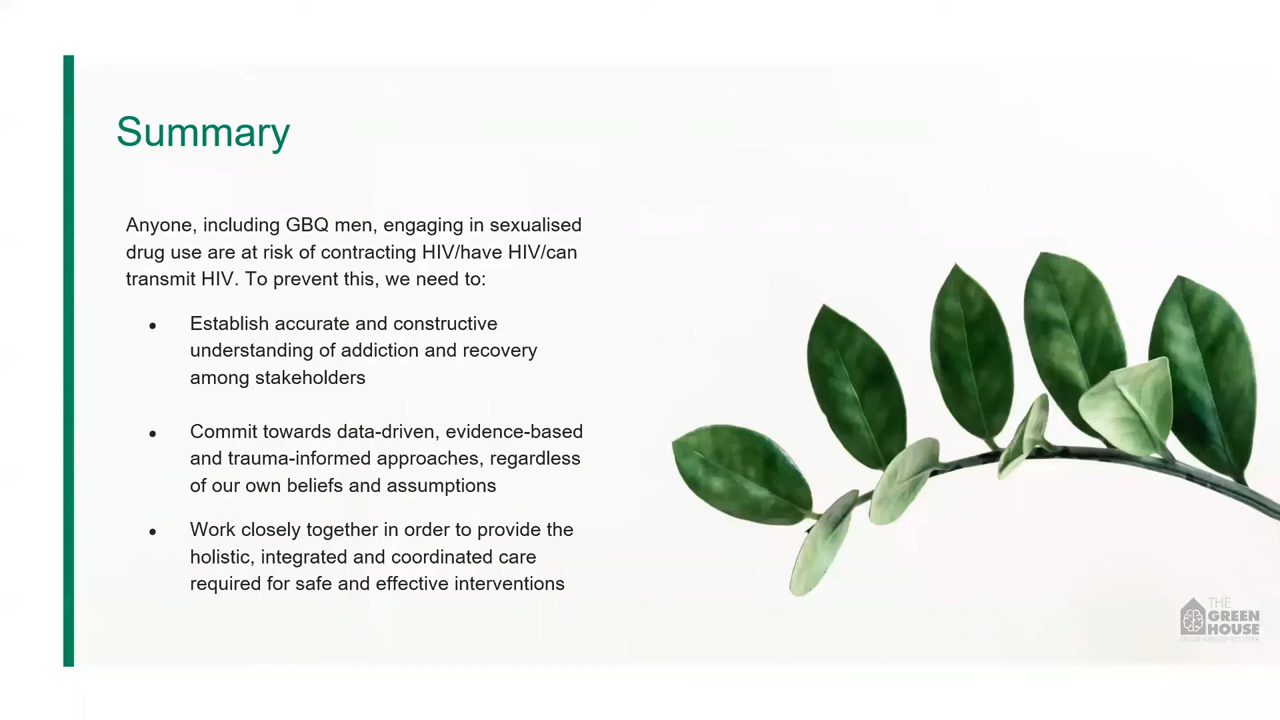 Summary
Anyone, including GBQ men, engaging in sexualised
drug use are at risk of contracting HIV/have HIV/can
transmit HIV. To prevent this, we need to:
● Establish accurate and constructive
understanding of addiction and recovery
among stakeholders
● Commit towards data-driven, evidence-based
and trauma-informed approaches, regardless
of our own beliefs and assumptions
● Work closely together in order to provide the
holistic, integrated and coordinated care
required for safe and effective interventions
THE
GREEN
HOUSE